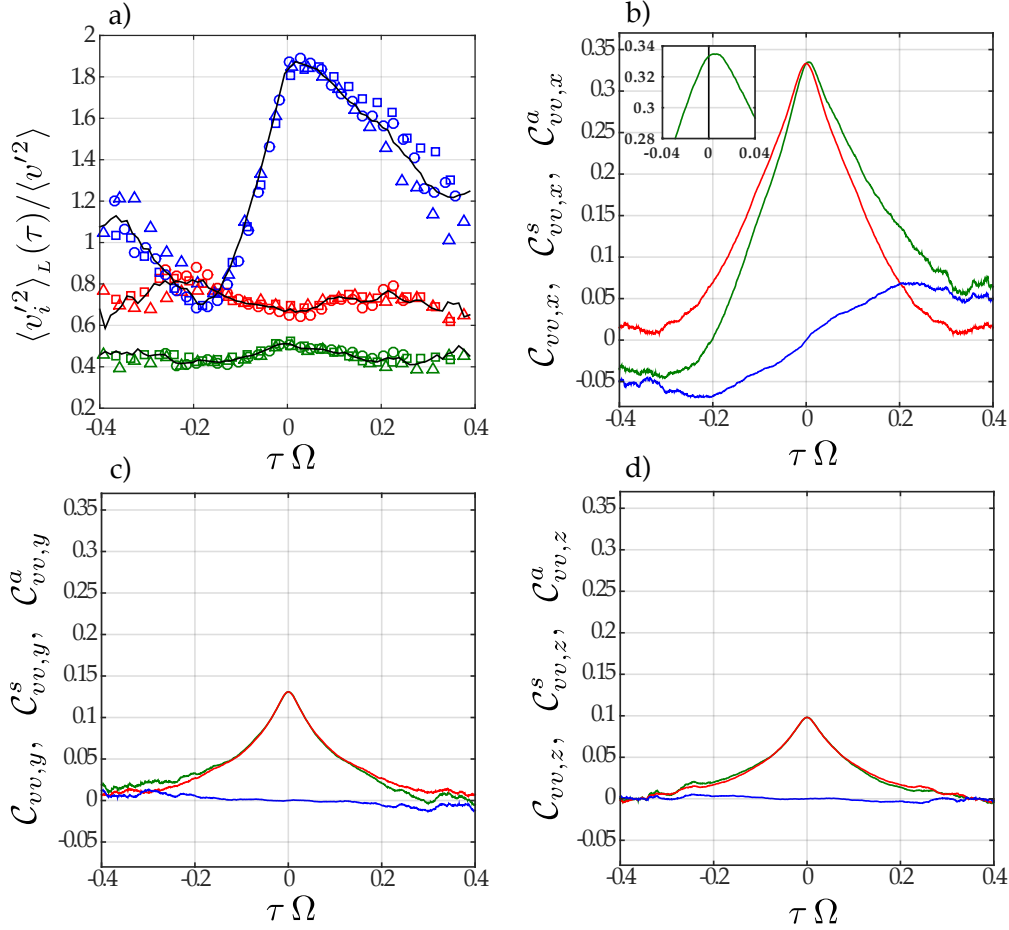 a)
⟨v′²ᵢ⟩_L (τ)/⟨v′²⟩
2
1.8
1.6
1.4
1.2
1
0.8
0.6
0.4
0.2
-0.4 -0.2 0 0.2 0.4
τ Ω
b)
C_{vv,x}, C^s_{vv,x}, C^a_{vv,x}
0.35
0.3
0.25
0.2
0.15
0.1
0.05
0
-0.05
-0.4 -0.2 0 0.2 0.4
τ Ω
0.34
0.32
0.3
0.28
-0.04 0 0.04
c)
C_{vv,y}, C^s_{vv,y}, C^a_{vv,y}
0.35
0.3
0.25
0.2
0.15
0.1
0.05
0
-0.05
-0.4 -0.2 0 0.2 0.4
τ Ω
d)
C_{vv,z}, C^s_{vv,z}, C^a_{vv,z}
0.35
0.3
0.25
0.2
0.15
0.1
0.05
0
-0.05
-0.4 -0.2 0 0.2 0.4
τ Ω